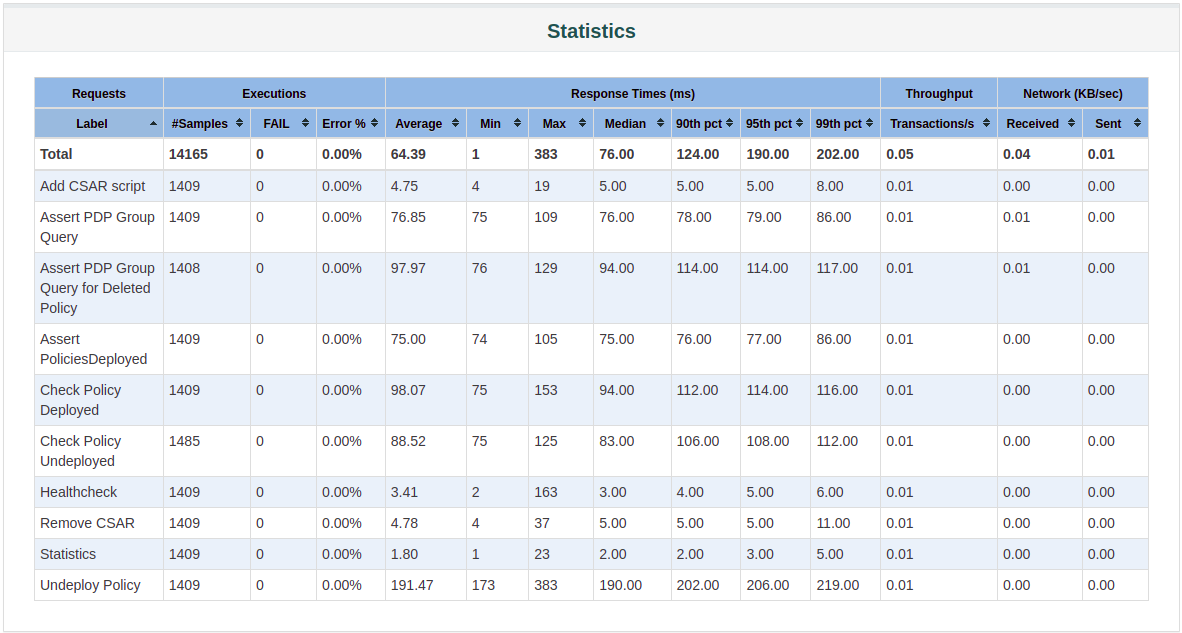 Statistics
Requests Executions Response Times (ms) Throughput Network (KB/sec)
Label #Samples FAIL Error % Average Min Max Median 90th pct 95th pct 99th pct Transactions/s Received Sent
Total 14165 0 0.00% 64.39 1 383 76.00 124.00 190.00 202.00 0.05 0.04 0.01
Add CSAR script 1409 0 0.00% 4.75 4 19 5.00 5.00 5.00 8.00 0.01 0.00 0.00
Assert PDP Group 1409 0 0.00% 76.85 75 109 76.00 78.00 79.00 86.00 0.01 0.01 0.00
Query
Assert PDP Group 1408 0 0.00% 97.97 76 129 94.00 114.00 114.00 117.00 0.01 0.01 0.00
Query for Deleted
Policy
Assert 1409 0 0.00% 75.00 74 105 75.00 76.00 77.00 86.00 0.01 0.00 0.00
PoliciesDeployed
Check Policy 1409 0 0.00% 98.07 75 153 94.00 112.00 114.00 116.00 0.01 0.00 0.00
Deployed
Check Policy 1485 0 0.00% 88.52 75 125 83.00 106.00 108.00 112.00 0.01 0.00 0.00
Undeployed
Healthcheck 1409 0 0.00% 3.41 2 163 3.00 4.00 5.00 6.00 0.01 0.00 0.00
Remove CSAR 1409 0 0.00% 4.78 4 37 5.00 5.00 5.00 11.00 0.01 0.00 0.00
Statistics 1409 0 0.00% 1.80 1 23 2.00 2.00 3.00 5.00 0.01 0.00 0.00
Undeploy Policy 1409 0 0.00% 191.47 173 383 190.00 202.00 206.00 219.00 0.01 0.00 0.00